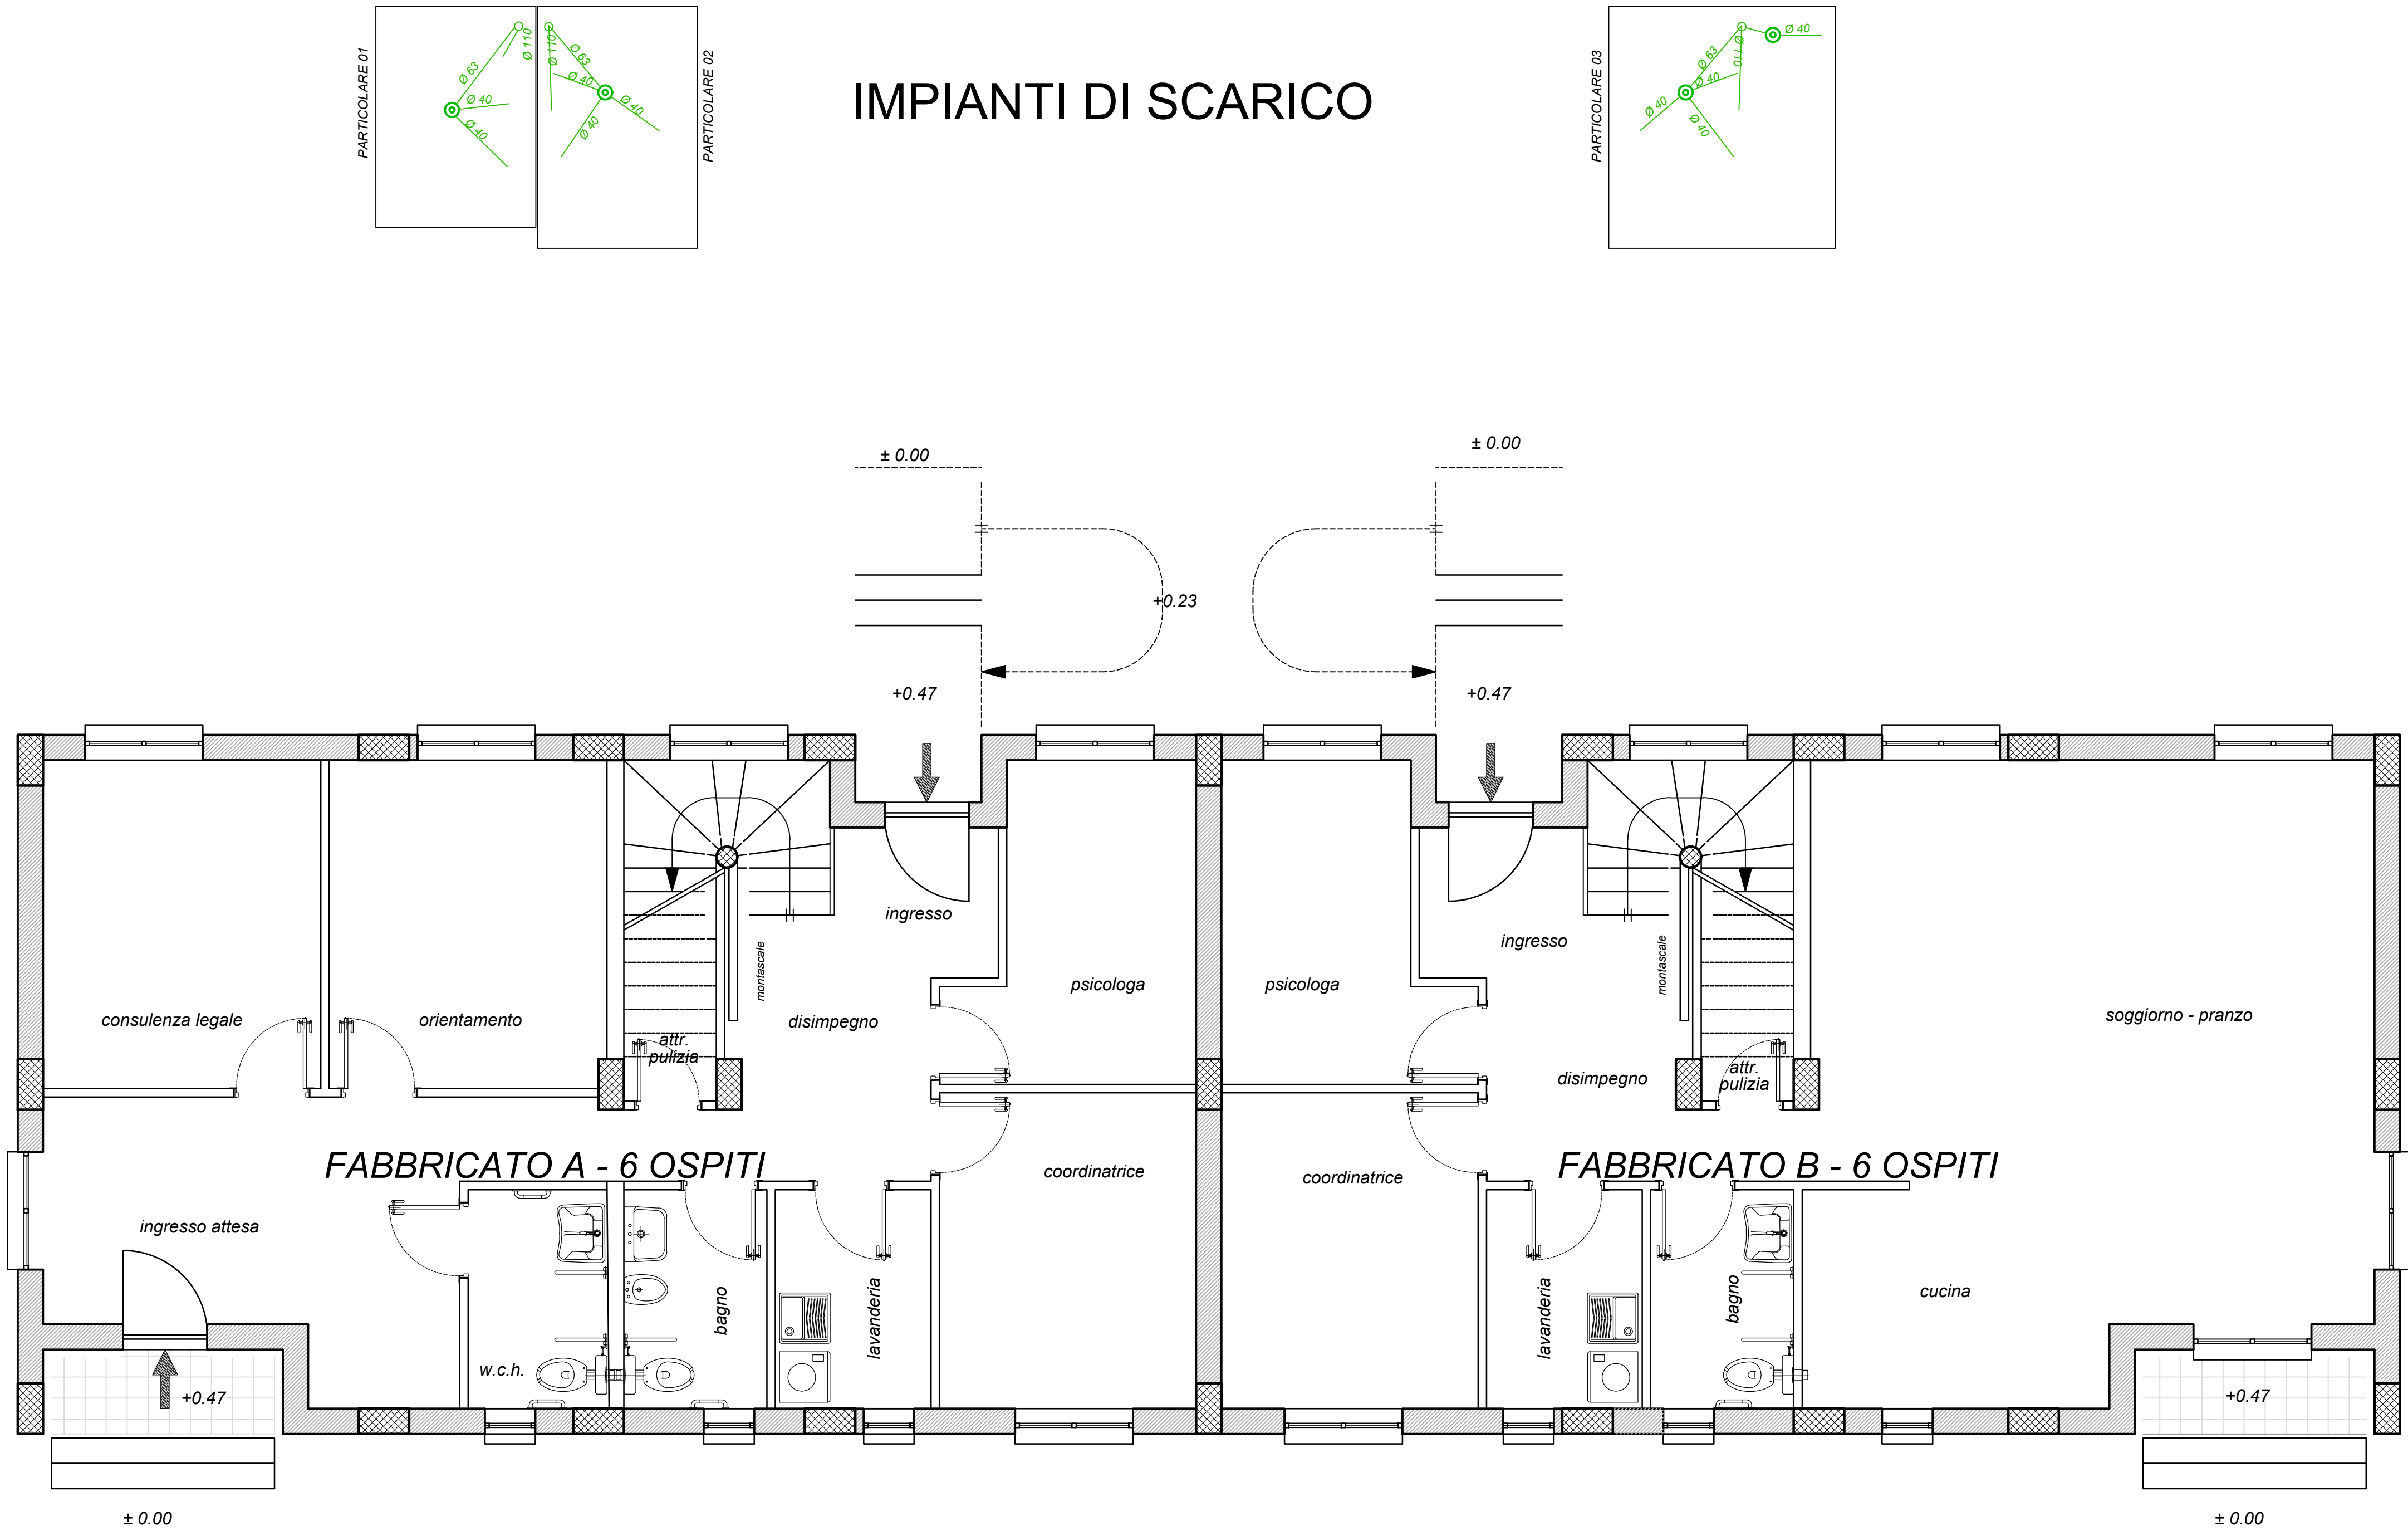 PARTICOLARE 01
Ø 110
Ø 63
Ø 40
Ø 40
Ø 110
Ø 63
Ø 40
Ø 40
Ø 40
PARTICOLARE 02
IMPIANTI DI SCARICO
PARTICOLARE 03
Ø 40
Ø 110
Ø 63
Ø 40
Ø 40
Ø 40
± 0.00
± 0.00
+0.23
+0.47
+0.47
ingresso
ingresso
montascale
montascale
psicologa
psicologa
consulenza legale
orientamento
disimpegno
soggiorno - pranzo
attr.
pulizia
disimpegno
attr.
pulizia
FABBRICATO A - 6 OSPITI
FABBRICATO B - 6 OSPITI
coordinatrice
coordinatrice
ingresso attesa
bagno
lavanderia
lavanderia
bagno
cucina
w.c.h.
+0.47
+0.47
± 0.00
± 0.00